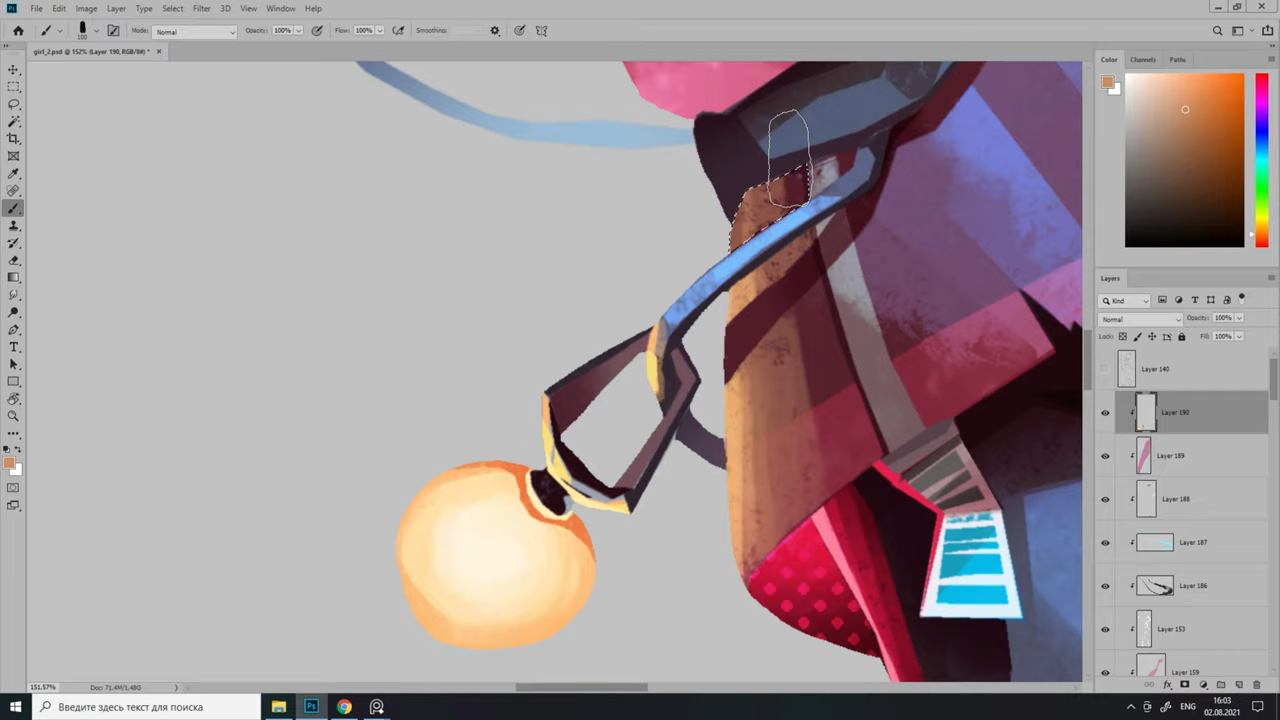 File Edit Image Layer Type Select Filter 3D View Window Help
100
Mode: Normal Opacity: 100% Flow: 100% Smoothing:
girl_2.psd @ 152% (Layer 190, RGB/8#) * ×
Color Channels Paths
Layers
Kind
Normal Opacity: 100%
Lock: Fill: 100%
Layer 140
Layer 190
Layer 189
Layer 188
Layer 187
Layer 186
Layer 153
Layer 159
151,57% Doc: 71,4M/1,48G
Введите здесь текст для поиска
ENG
16:03
02.08.2021